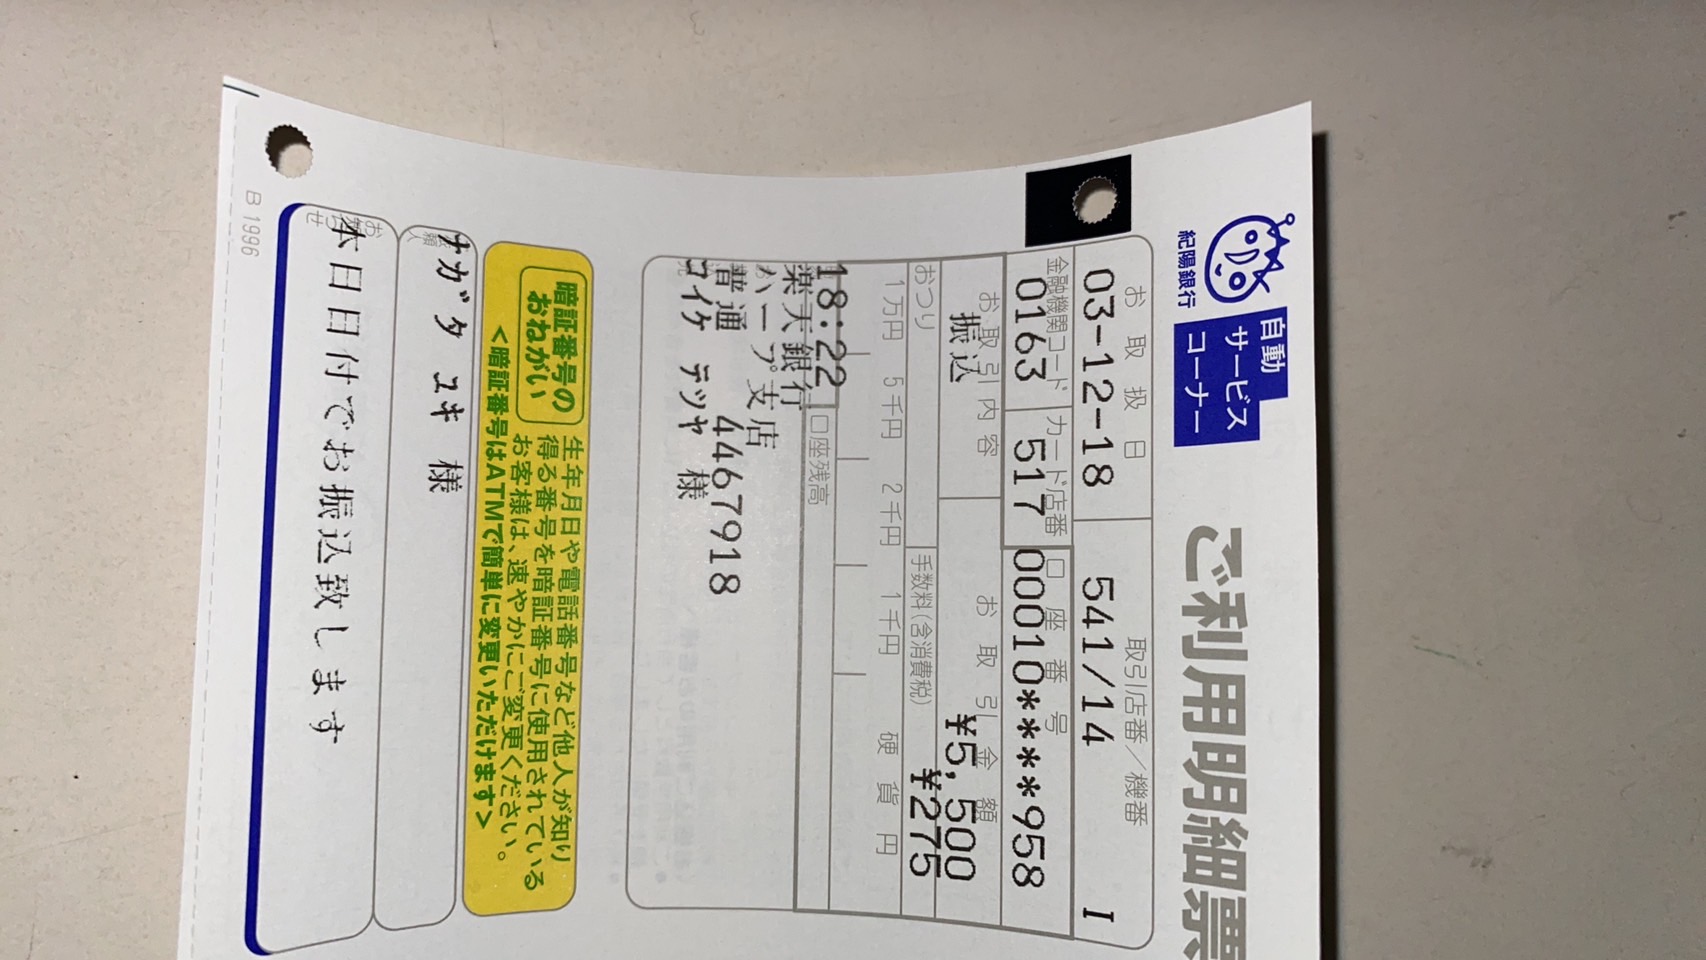 紀陽銀行
自動
サービス
コーナー
ご利用明細票
お取扱日 取引店番/機番
03-12-18 541/14 I
金融機関コード カード店番 口座番号
0163 517 00010****958
お取引内容 お取引金額
振込 ¥5,500
おつり 手数料(含消費税)
¥275
1万円 5千円 2千円 1千円 硬貨 円
18:22 口座残高
楽天銀行
ハープ支店
普通 4467918
コイケ テツヤ 様
暗証番号の
おねがい
生年月日や電話番号など他人が知り
得る番号を暗証番号に使用されている
お客様は、速やかにご変更ください。
<暗証番号はATMで簡単に変更いただけます>
ナカ゛タ ユキ 様
お知らせ
本日日付でお振込致します
B 1996